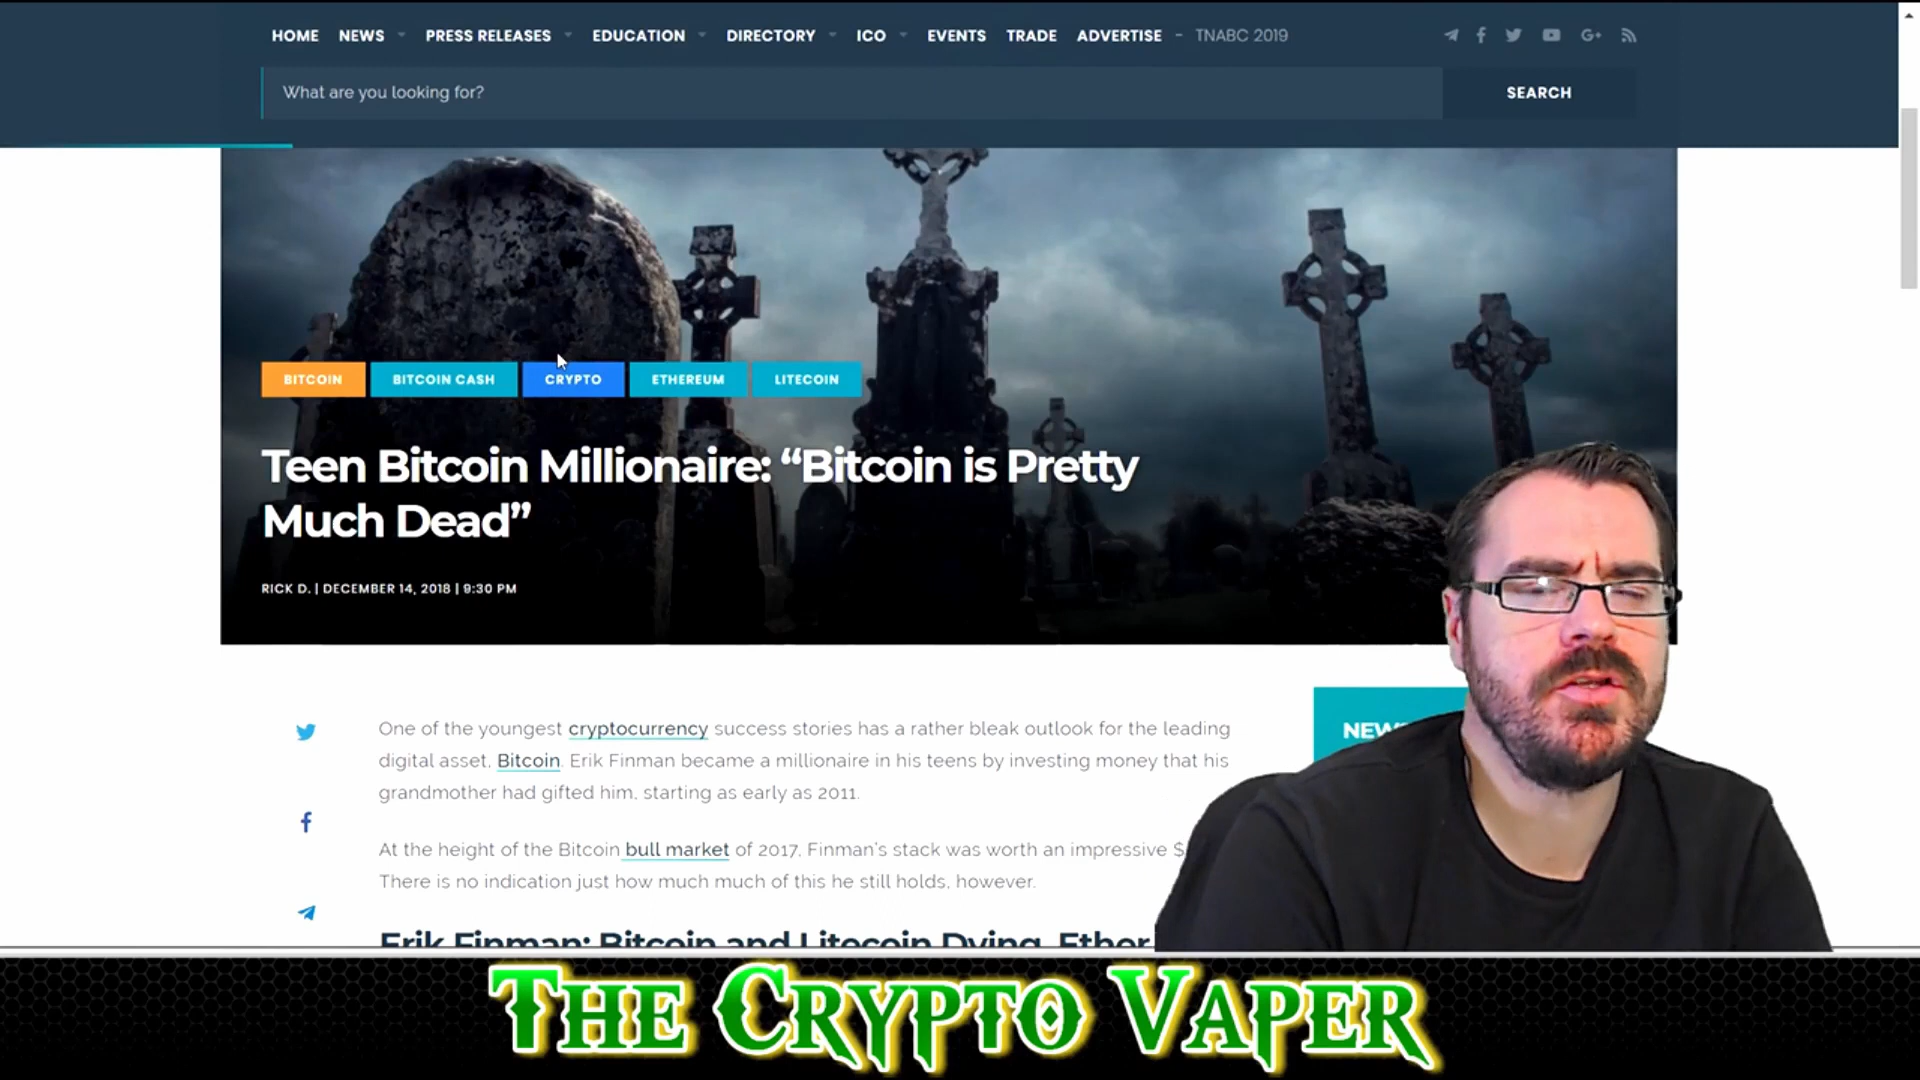 HOME NEWS PRESS RELEASES EDUCATION DIRECTORY ICO EVENTS TRADE ADVERTISE - TNABC 2019
What are you looking for?
SEARCH
BITCOIN BITCOIN CASH CRYPTO ETHEREUM LITECOIN
Teen Bitcoin Millionaire: “Bitcoin is Pretty
Much Dead”
RICK D. | DECEMBER 14, 2018 | 9:30 PM
One of the youngest cryptocurrency success stories has a rather bleak outlook for the leading
digital asset, Bitcoin. Erik Finman became a millionaire in his teens by investing money that his
grandmother had gifted him, starting as early as 2011.
At the height of the Bitcoin bull market of 2017, Finman's stack was worth an impressive $
There is no indication just how much much of this he still holds, however.
Erik Finman: Bitcoin and Litecoin Dying, Ether
NEWS
THE CRYPTO VAPER